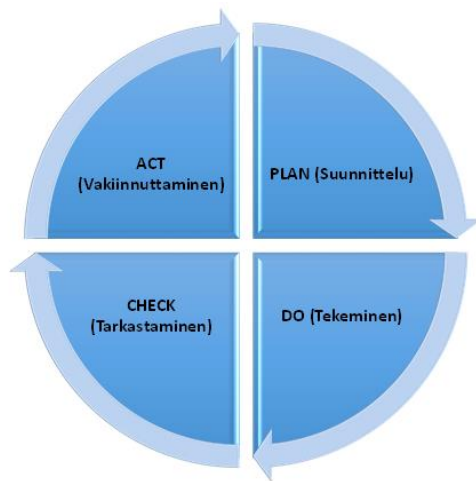 ACT
(Vakiinnuttaminen)
PLAN (Suunnittelu)
CHECK
(Tarkastaminen)
DO (Tekeminen)